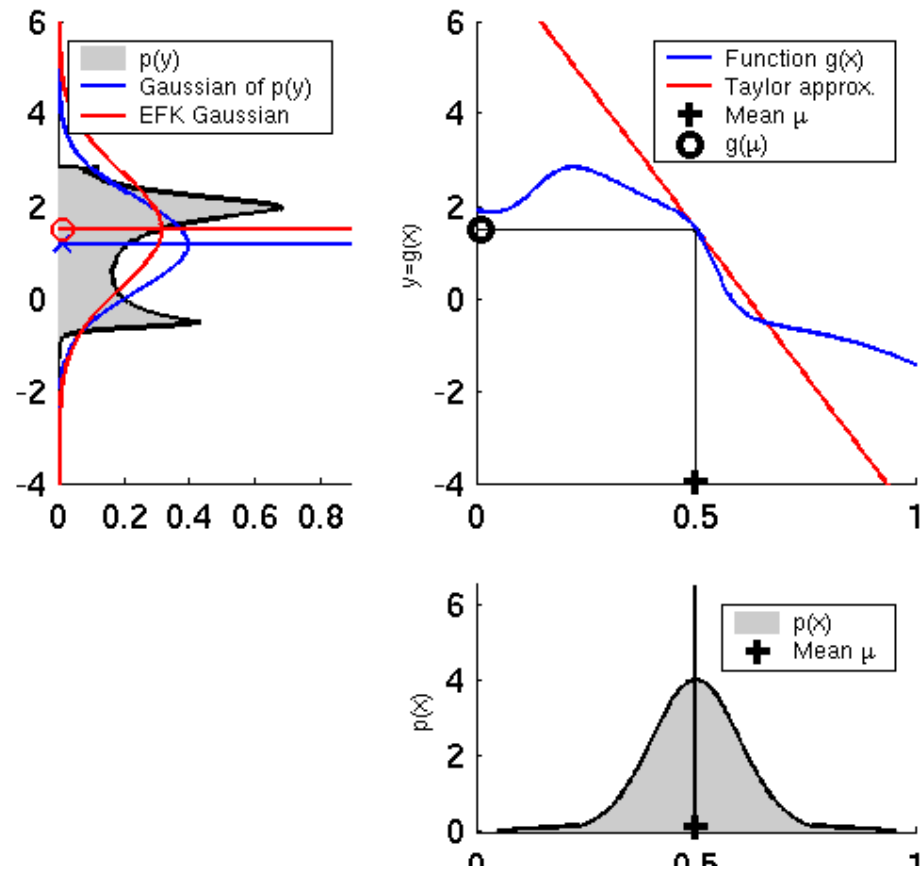 6
4
2
0
-2
-4
0
0.2
0.4
0.6
0.8
p(y)
Gaussian of p(y)
EFK Gaussian
6
4
2
0
-2
-4
0
0.5
1
y=g(x)
Function g(x)
Taylor approx.
Mean μ
g(μ)
6
4
2
0
0
0.5
1
p(x)
p(x)
Mean μ